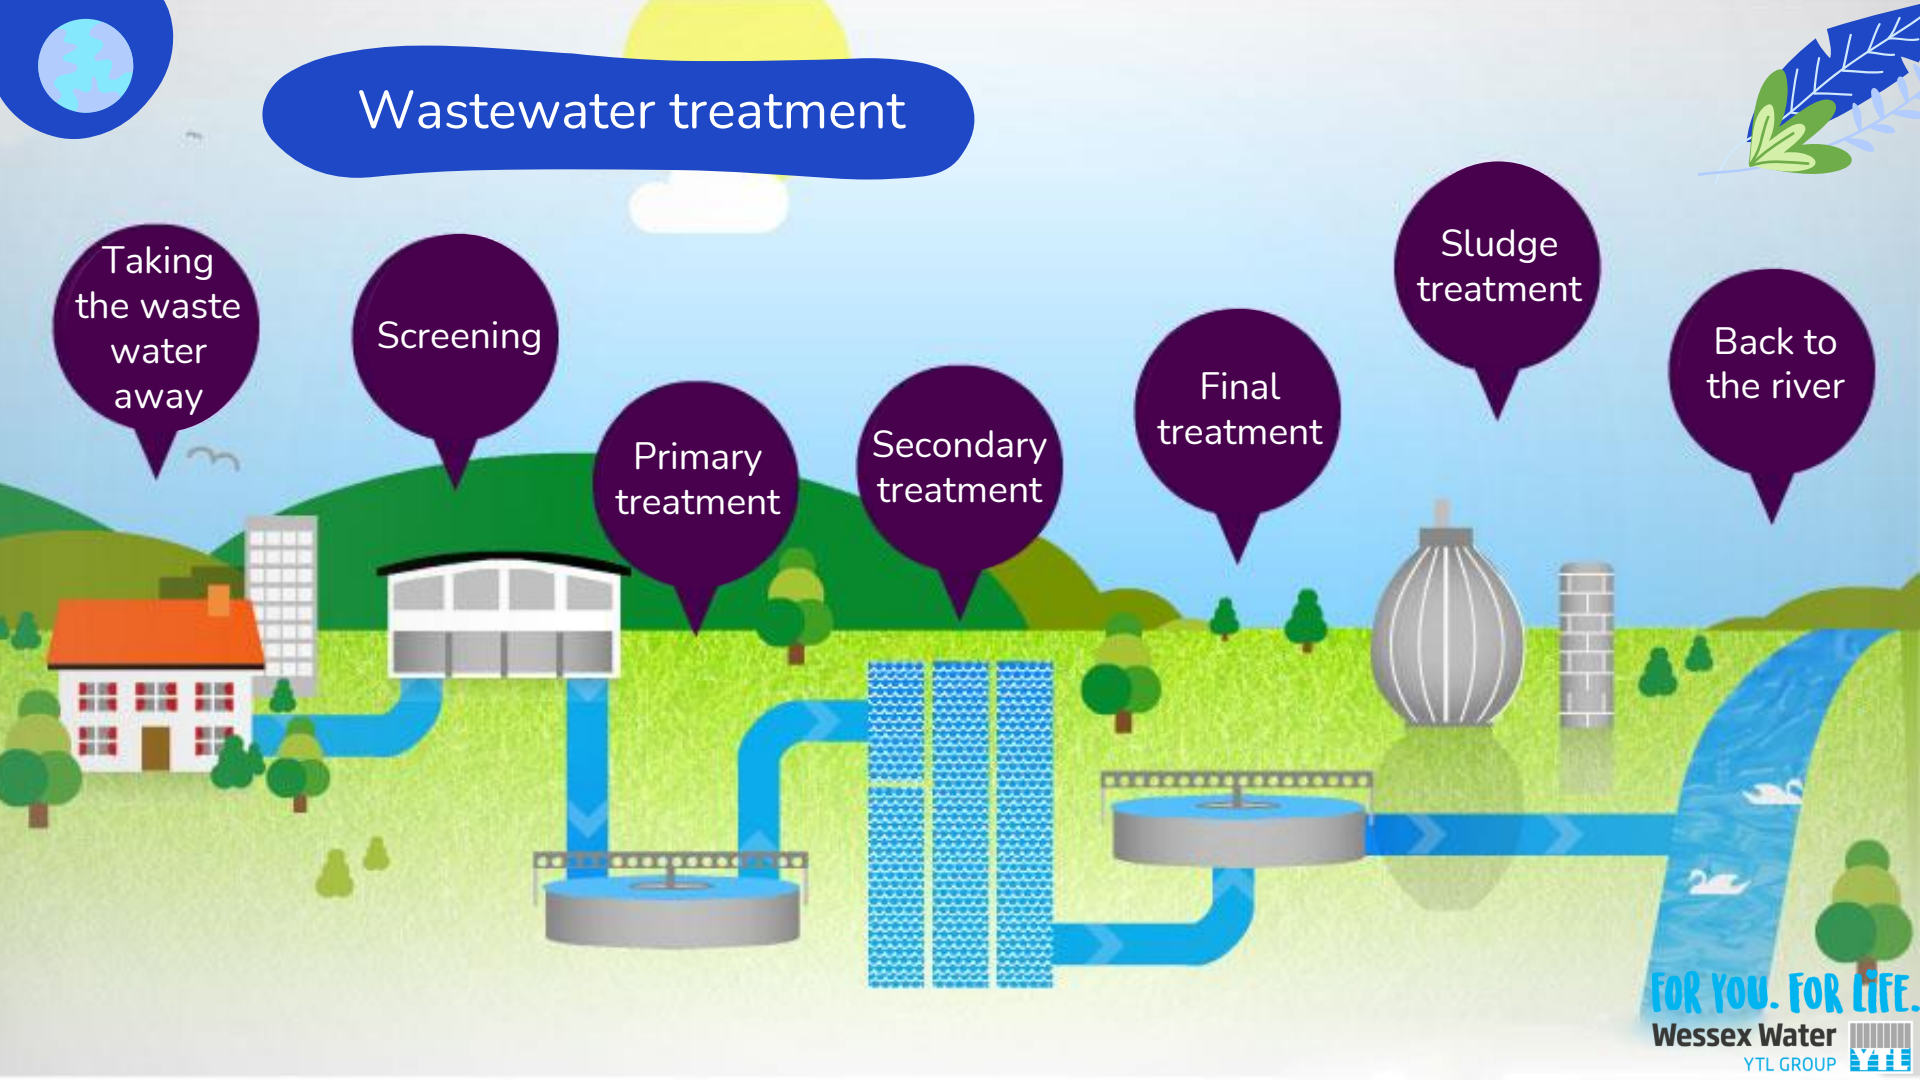 Wastewater treatment
Taking
the waste
water
away
Screening
Primary
treatment
Secondary
treatment
Final
treatment
Sludge
treatment
Back to
the river
FOR YOU. FOR LiFE.
Wessex Water
YTL GROUP
YTL